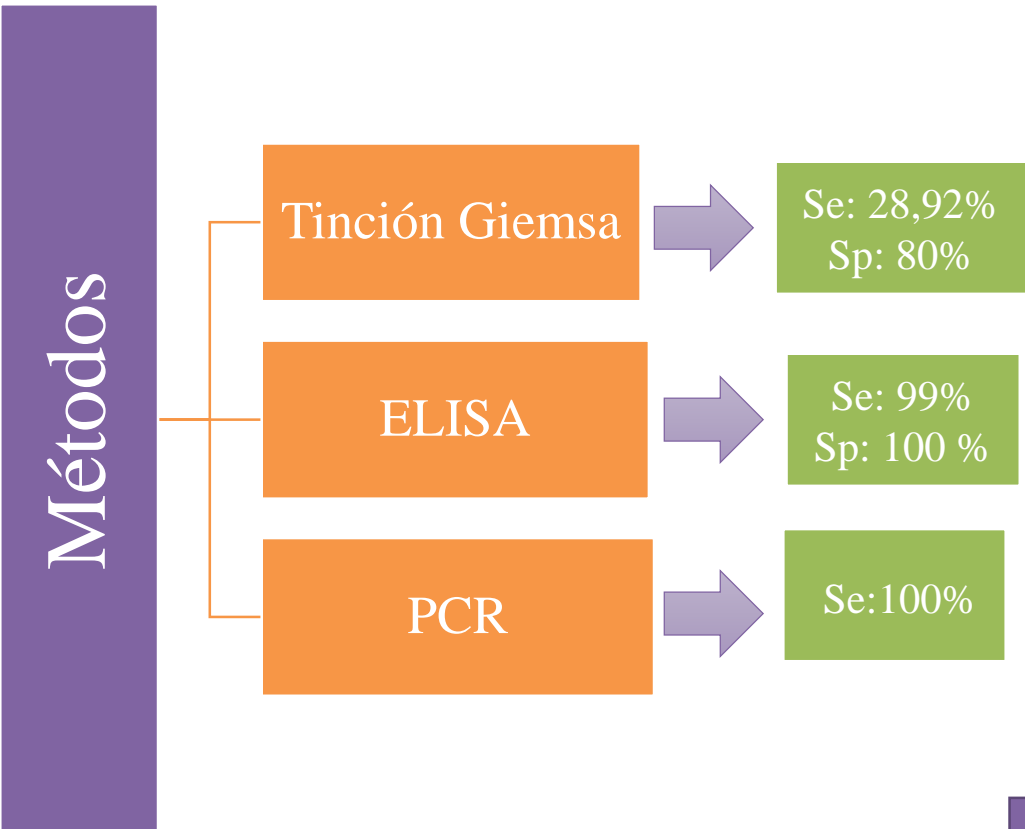 Métodos
Tinción Giemsa
Se: 28,92%
Sp: 80%
ELISA
Se: 99%
Sp: 100 %
PCR
Se:100%